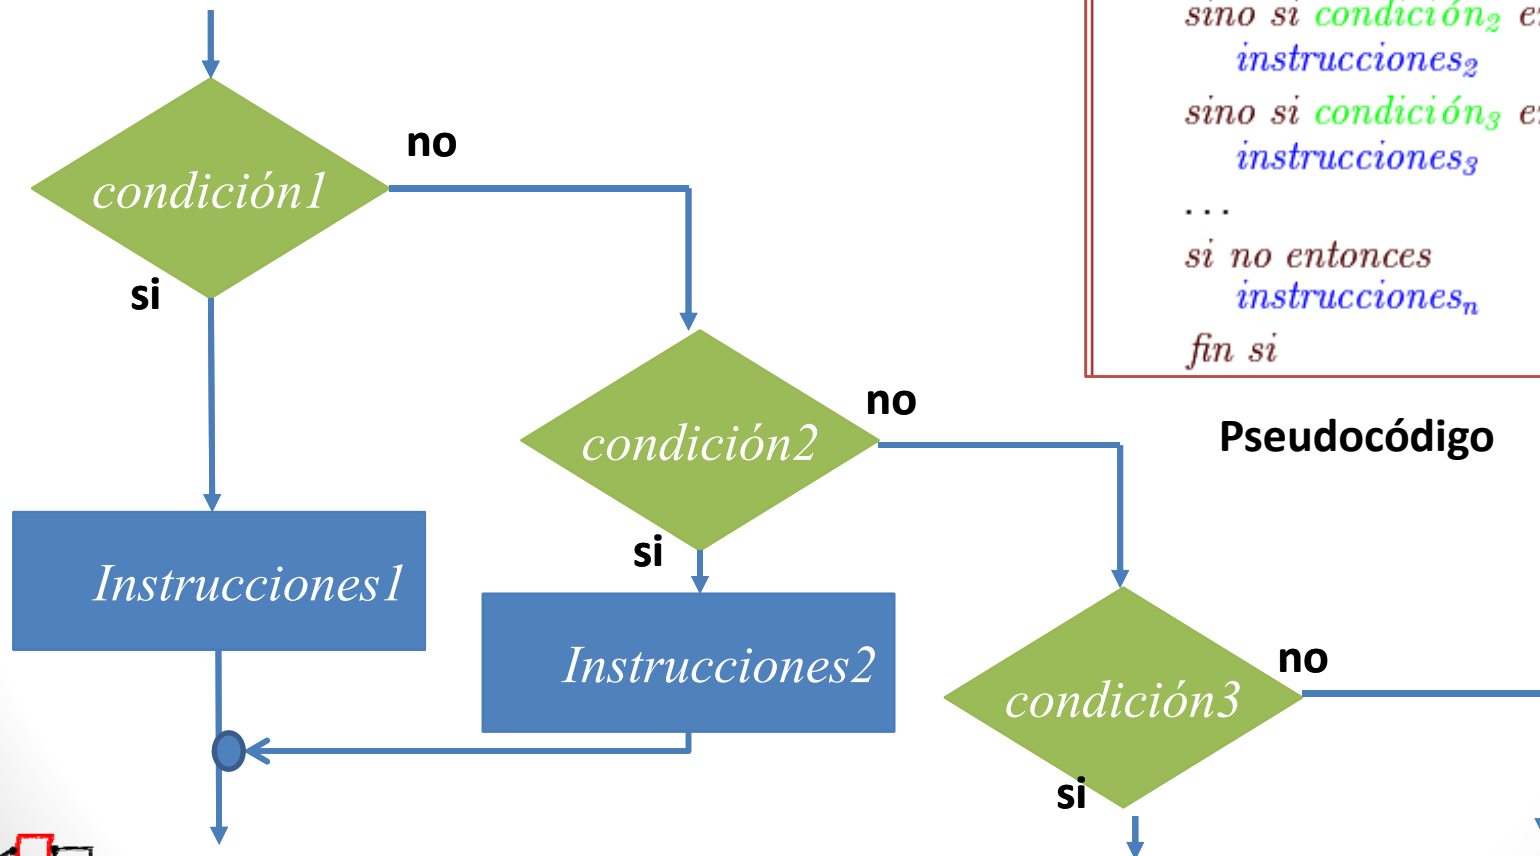 sino si condición₂
instrucciones₂
sino si condición₃
instrucciones₃
...
si no entonces
instruccionesₙ
fin si
Pseudocódigo
condición1
no
si
Instrucciones1
condición2
no
si
Instrucciones2
condición3
no
si